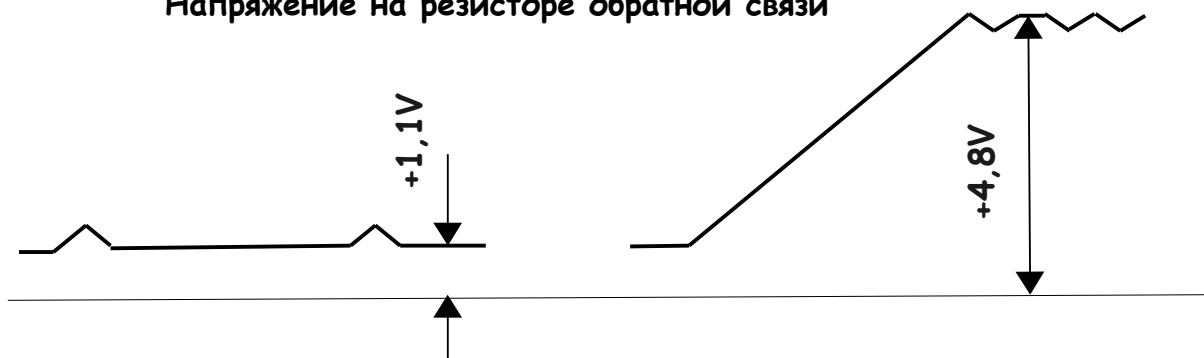 Напряжение на резисторе обратной связи
+1,1V
+4,8V